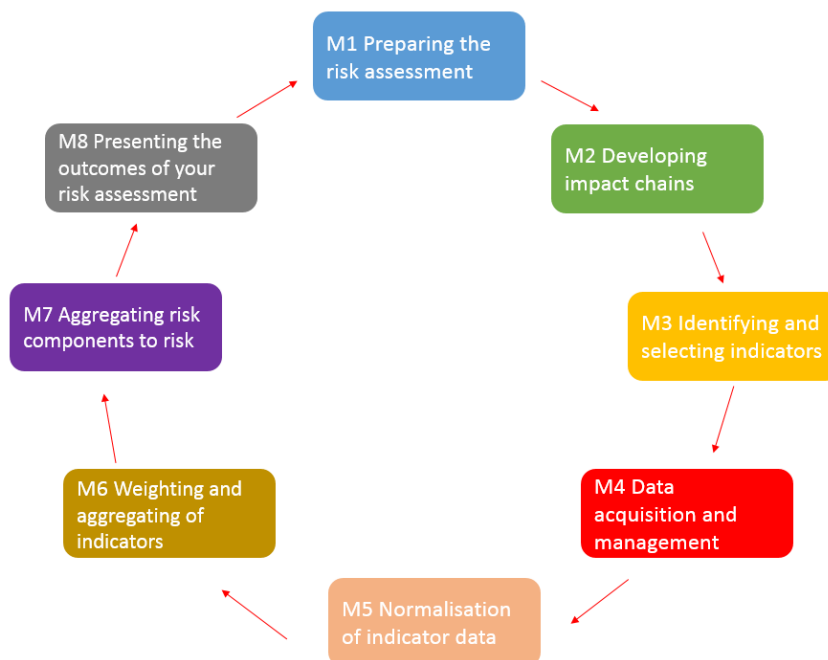 M1 Preparing the
risk assessment
M2 Developing
impact chains
M3 Identifying and
selecting indicators
M4 Data
acquisition and
management
M5 Normalisation
of indicator data
M6 Weighting and
aggregating of
indicators
M7 Aggregating risk
components to risk
M8 Presenting the
outcomes of your
risk assessment